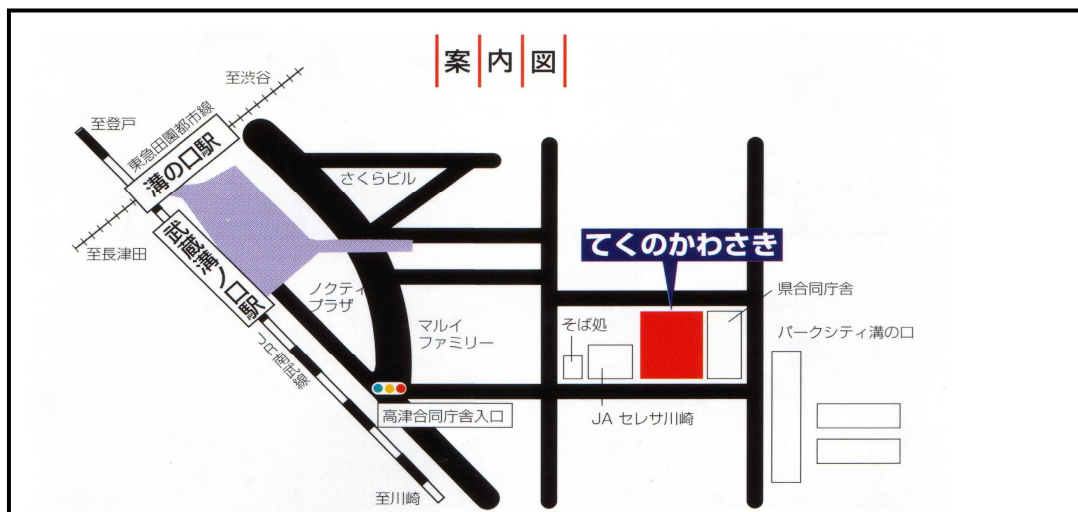 案内図
至渋谷
至登戸
東急田園都市線
溝の口駅
さくらビル
至長津田
武蔵溝ノ口駅
てくのかわさき
ノクティ
プラザ
県合同庁舎
マルイ
ファミリー
そば処
パークシティ溝の口
JR南武線
高津合同庁舎入口
JA セレサ川崎
至川崎